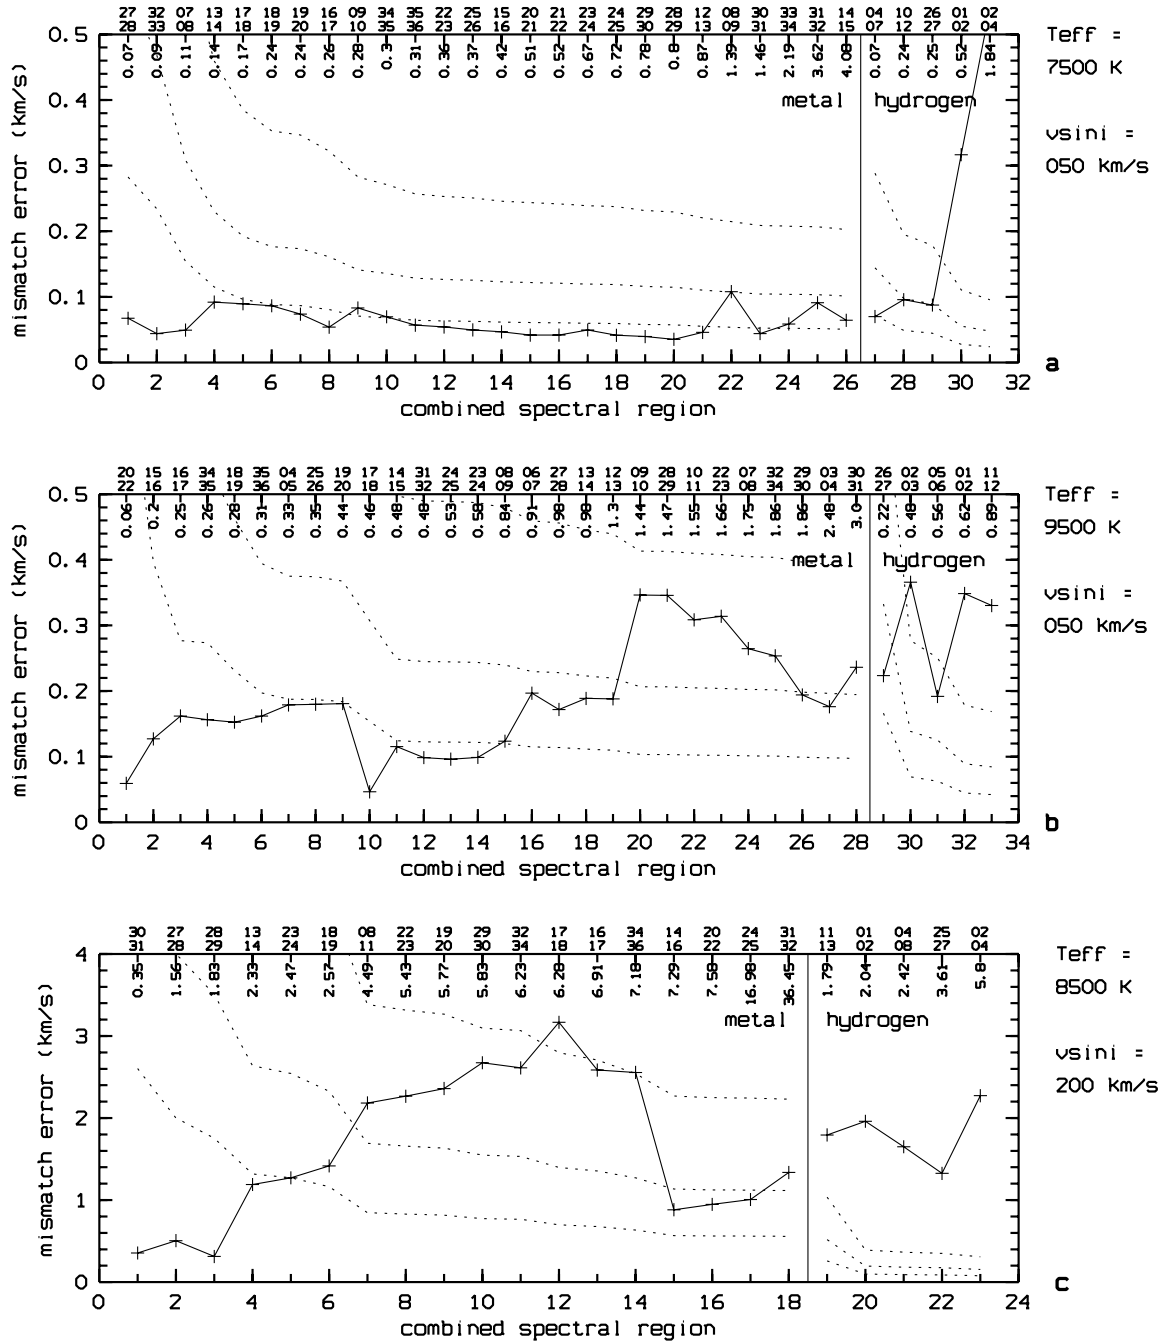 27 32 07 13 17 18 19 16 09 34 35 22 25 15 20 21 23 24 29 28 12 08 30 33 31 14 04 10 26 01 02
28 33 08 14 18 19 20 17 10 35 36 23 26 16 21 22 24 25 30 29 13 09 31 34 32 15 07 12 27 02 04
0.07 0.09 0.11 0.14 0.17 0.24 0.24 0.26 0.28 0.3 0.31 0.36 0.37 0.42 0.51 0.52 0.67 0.72 0.78 0.8 0.87 1.39 1.46 2.19 3.62 4.08 0.07 0.24 0.25 0.52 1.84
metal hydrogen
Teff =
7500 K
vsini =
050 km/s
mismatch error (km/s)
0.5
0.4
0.3
0.2
0.1
0
0 2 4 6 8 10 12 14 16 18 20 22 24 26 28 30 32
combined spectral region
a
20 15 16 34 18 35 04 25 19 17 14 31 24 23 08 06 27 13 12 09 28 10 22 07 32 29 03 30 26 02 05 01 11
22 16 17 35 19 36 05 26 20 18 15 32 25 24 09 07 28 14 13 10 29 11 23 08 34 30 04 31 27 03 06 02 12
0.06 0.2 0.25 0.26 0.28 0.31 0.33 0.35 0.44 0.46 0.48 0.48 0.53 0.58 0.84 0.91 0.98 0.98 1.3 1.44 1.47 1.55 1.66 1.75 1.86 1.86 2.48 3.0 0.22 0.48 0.56 0.62 0.89
metal hydrogen
Teff =
9500 K
vsini =
050 km/s
mismatch error (km/s)
0.5
0.4
0.3
0.2
0.1
0
0 2 4 6 8 10 12 14 16 18 20 22 24 26 28 30 32 34
combined spectral region
b
30 27 28 13 23 18 08 22 19 29 32 17 16 34 14 20 24 31 11 01 04 25 02
31 28 29 14 24 19 11 23 20 30 34 18 17 36 16 22 25 32 13 02 08 27 04
0.35 1.56 1.83 2.33 2.47 2.57 4.49 5.43 5.77 5.83 6.23 6.28 6.51 7.18 7.29 7.58 16.98 36.45 1.79 2.04 2.42 3.61 5.8
metal hydrogen
Teff =
8500 K
vsini =
200 km/s
mismatch error (km/s)
4
3
2
1
0
0 2 4 6 8 10 12 14 16 18 20 22 24
combined spectral region
c